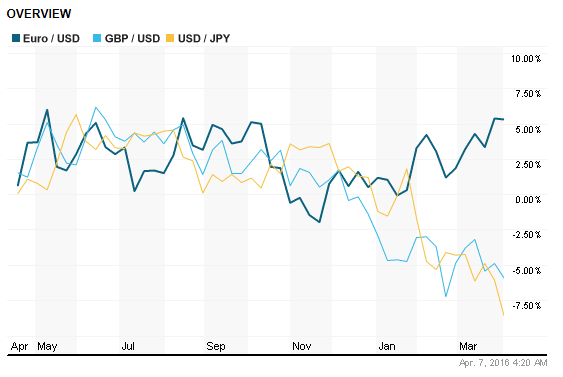 OVERVIEW
Euro / USD GBP / USD USD / JPY
10.00 %
7.50 %
5.00 %
2.50 %
0.00 %
-2.50 %
-5.00 %
-7.50 %
Apr May Jul Sep Nov Jan Mar
Apr. 7, 2016 4:20 AM